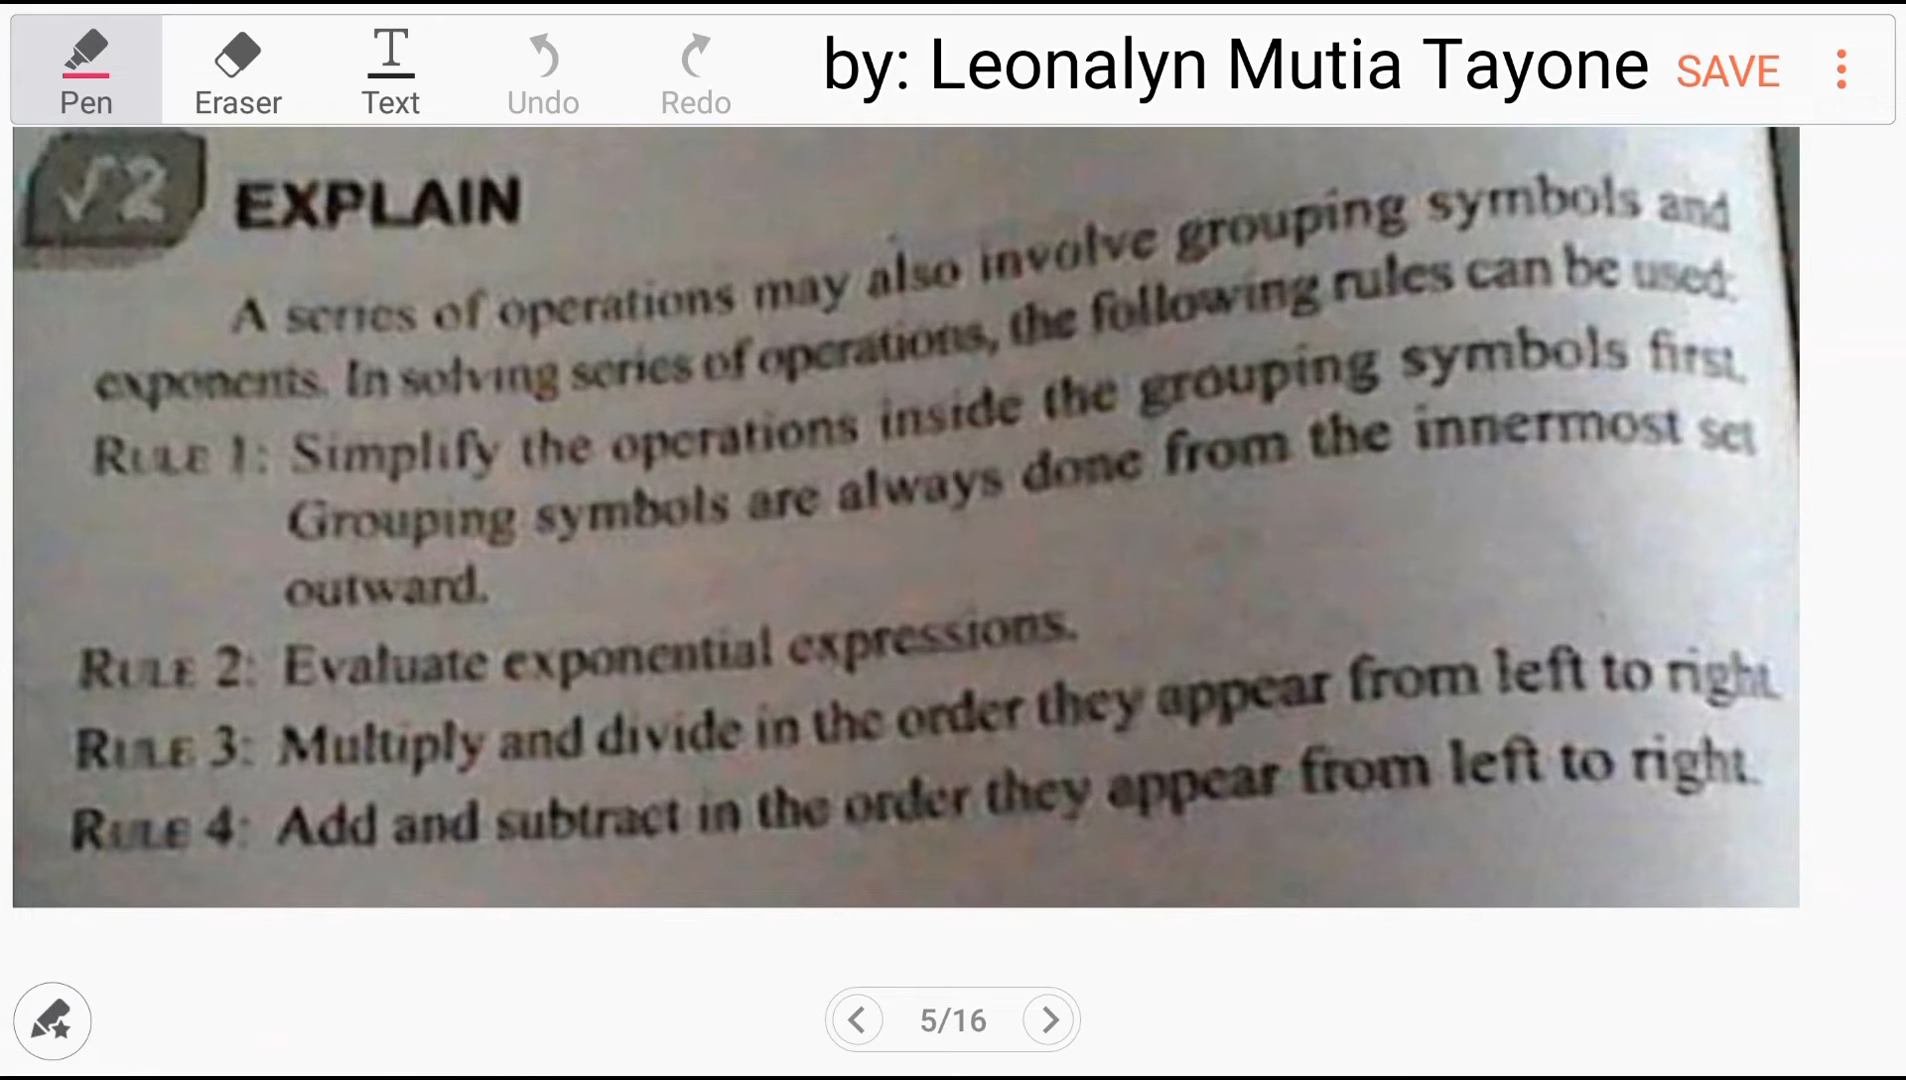 Pen
Eraser
Text
Undo
Redo
by: Leonalyn Mutia Tayone
SAVE
√2 EXPLAIN
A series of operations may also involve grouping symbols and
exponents. In solving series of operations, the following rules can be used:
RULE 1: Simplify the operations inside the grouping symbols first.
Grouping symbols are always done from the innermost set
outward.
RULE 2: Evaluate exponential expressions.
RULE 3: Multiply and divide in the order they appear from left to right.
RULE 4: Add and subtract in the order they appear from left to right.
5/16